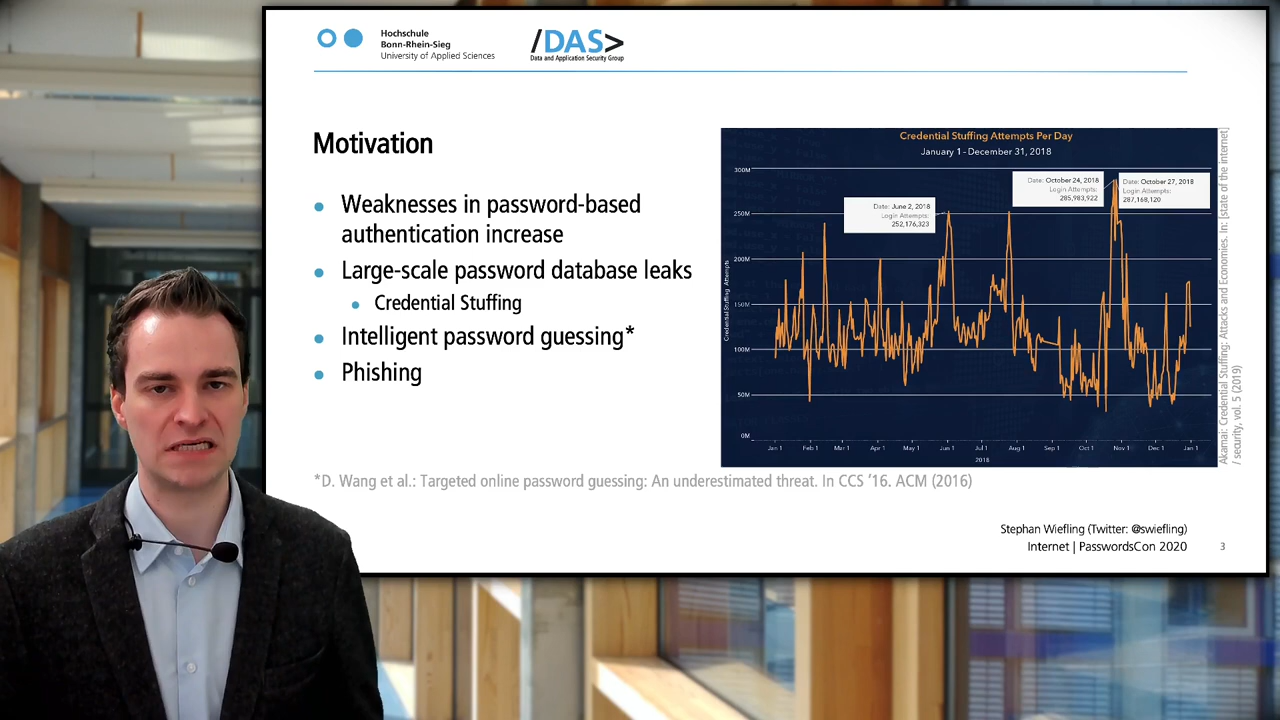 Hochschule
Bonn-Rhein-Sieg
University of Applied Sciences
/DAS>
Data and Application Security Group
Motivation
• Weaknesses in password-based
authentication increase
• Large-scale password database leaks
• Credential Stuffing
• Intelligent password guessing*
• Phishing
Credential Stuffing Attempts Per Day
January 1 - December 31, 2018
Credential Stuffing Attempts
300M
250M
200M
150M
100M
50M
0M
Date: June 2, 2018
Login Attempts:
252,176,323
Date: October 24, 2018
Login Attempts:
285,983,922
Date: October 27, 2018
Login Attempts:
287,168,120
Jan 1 Feb 1 Mar 1 Apr 1 May 1 Jun 1 Jul 1 Aug 1 Sep 1 Oct 1 Nov 1 Dec 1 Jan 1
2018
Akamai: Credential Stuffing: Attacks and Economies. In: [state of the internet]
/ security, vol. 5 (2019)
*D. Wang et al.: Targeted online password guessing: An underestimated threat. In CCS '16. ACM (2016)
Stephan Wiefling (Twitter: @swiefling)
Internet | PasswordsCon 2020
3